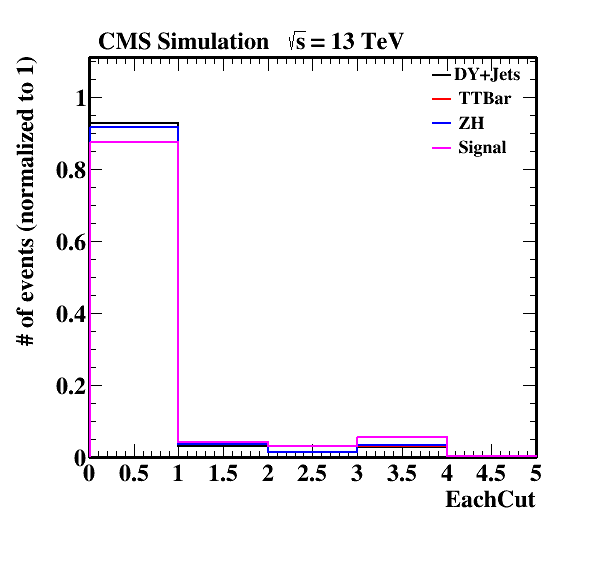 CMS Simulation √s = 13 TeV
DY+Jets
TTBar
ZH
Signal
# of events (normalized to 1)
1
0.8
0.6
0.4
0.2
0
0 0.5 1 1.5 2 2.5 3 3.5 4 4.5 5
EachCut